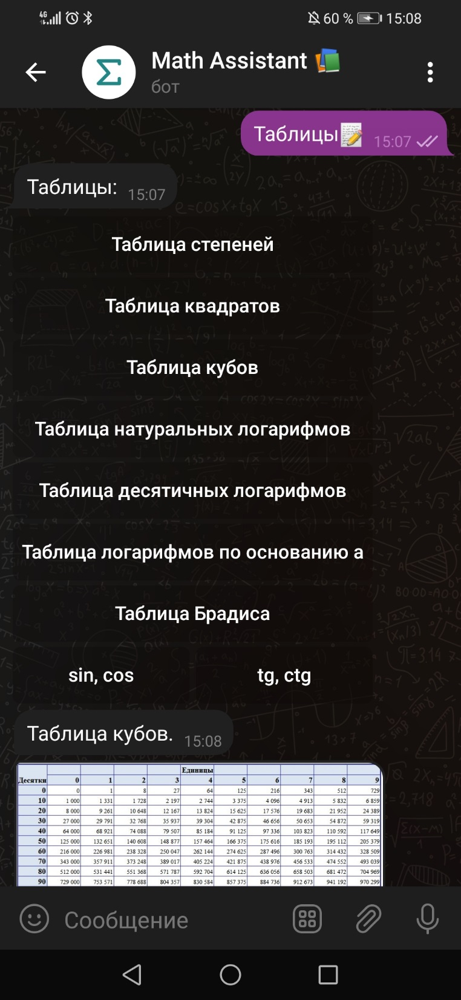 4G 60 % 15:08
Math Assistant
бот
Таблицы 15:07
Таблицы: 15:07
Таблица степеней
Таблица квадратов
Таблица кубов
Таблица натуральных логарифмов
Таблица десятичных логарифмов
Таблица логарифмов по основанию a
Таблица Брадиса
sin, cos tg, ctg
Таблица кубов. 15:08
Единицы
Десятки 0 1 2 3 4 5 6 7 8 9
0 0 1 8 27 64 125 216 343 512 729
10 1 000 1 331 1 728 2 197 2 744 3 375 4 096 4 913 5 832 6 859
20 8 000 9 261 10 648 12 167 13 824 15 625 17 576 19 683 21 952 24 389
30 27 000 29 791 32 768 35 937 39 304 42 875 46 656 50 653 54 872 59 319
40 64 000 68 921 74 088 79 507 85 184 91 125 97 336 103 823 110 592 117 649
50 125 000 132 651 140 608 148 877 157 464 166 375 175 616 185 193 195 112 205 379
60 216 000 226 981 238 328 250 047 262 144 274 625 287 496 300 763 314 432 328 509
70 343 000 357 911 373 248 389 017 405 224 421 875 438 976 456 533 474 552 493 039
80 512 000 531 441 551 368 571 787 592 704 614 125 636 056 658 503 681 472 704 969
90 729 000 753 571 778 688 804 357 830 584 857 375 884 736 912 673 941 192 970 299
Сообщение